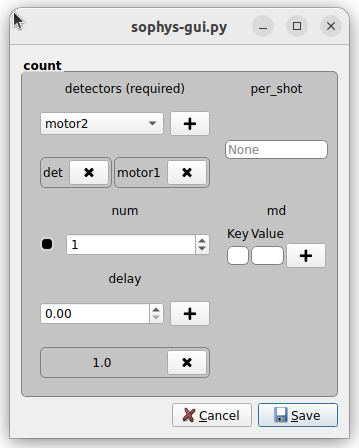 sophys-gui.py
count
detectors (required)
per_shot
motor2
None
det
motor1
num
md
Key Value
1
delay
0.00
1.0
Cancel
Save